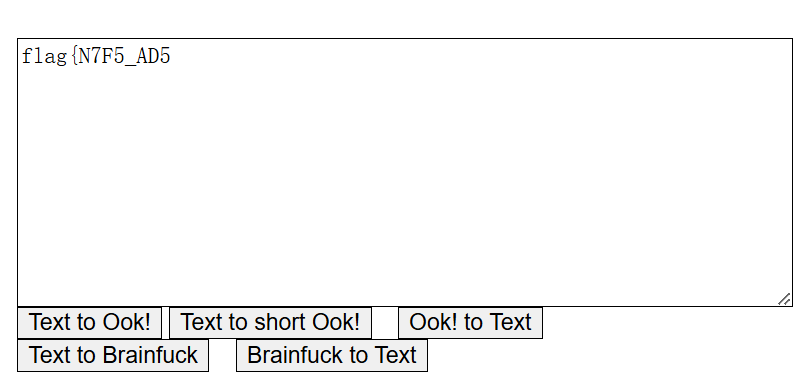 flag{N7F5_AD5
Text to Ook! Text to short Ook! Ook! to Text
Text to Brainfuck Brainfuck to Text